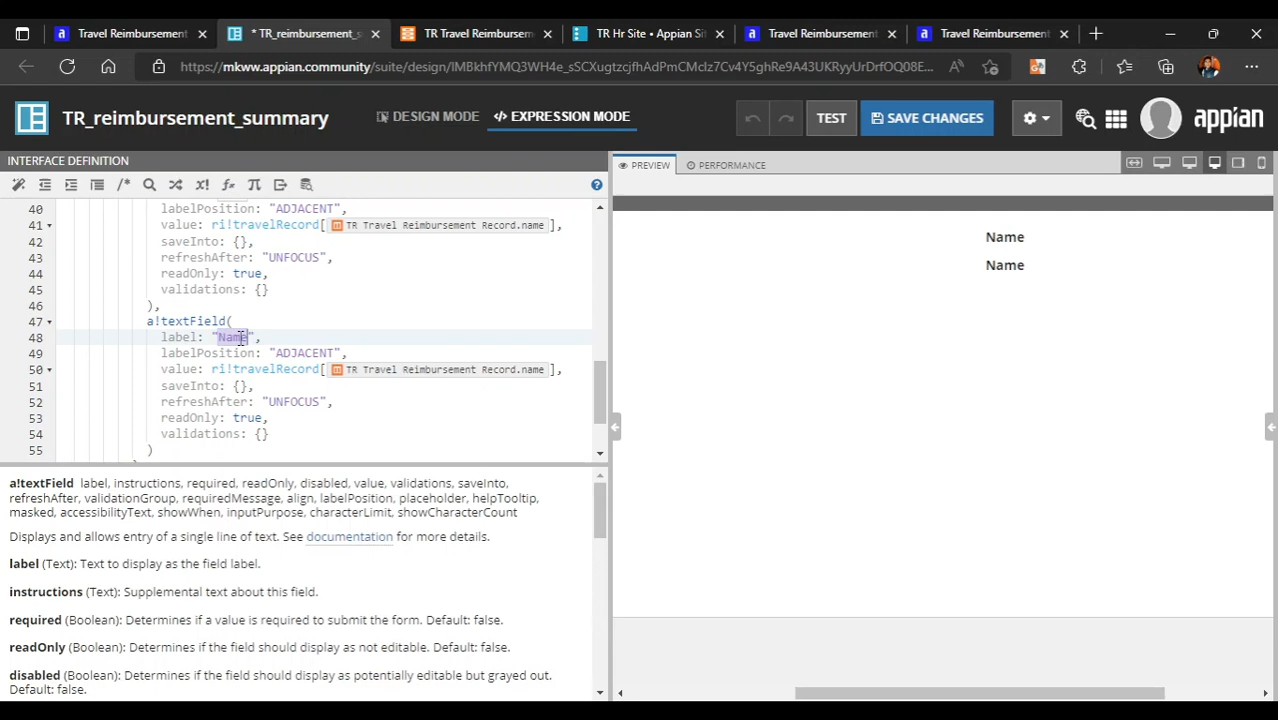 Travel Reimbursement
* TR_reimbursement_s
TR Travel Reimburseme
TR Hr Site • Appian Si
Travel Reimbursement
Travel Reimbursement
https://mkww.appian.community/suite/design/
TR_reimbursement_summary
DESIGN MODE
</> EXPRESSION MODE
TEST
SAVE CHANGES
appian
INTERFACE DEFINITION
PREVIEW
PERFORMANCE
40 labelPosition: "ADJACENT",
41 value: ri!travelRecord[ TR Travel Reimbursement Record.name ],
42 saveInto: {},
43 refreshAfter: "UNFOCUS",
44 readOnly: true,
45 validations: {}
46 ),
47 a!textField(
48 label: "Name",
49 labelPosition: "ADJACENT",
50 value: ri!travelRecord[ TR Travel Reimbursement Record.name ],
51 saveInto: {},
52 refreshAfter: "UNFOCUS",
53 readOnly: true,
54 validations: {}
55 )
Name
Name
a!textField label, instructions, required, readOnly, disabled, value, validations, saveInto,
refreshAfter, validationGroup, requiredMessage, align, labelPosition, placeholder, helpTooltip,
masked, accessibilityText, showWhen, inputPurpose, characterLimit, showCharacterCount
Displays and allows entry of a single line of text. See documentation for more details.
label (Text): Text to display as the field label.
instructions (Text): Supplemental text about this field.
required (Boolean): Determines if a value is required to submit the form. Default: false.
readOnly (Boolean): Determines if the field should display as not editable. Default: false.
disabled (Boolean): Determines if the field should display as potentially editable but grayed out.
Default: false.